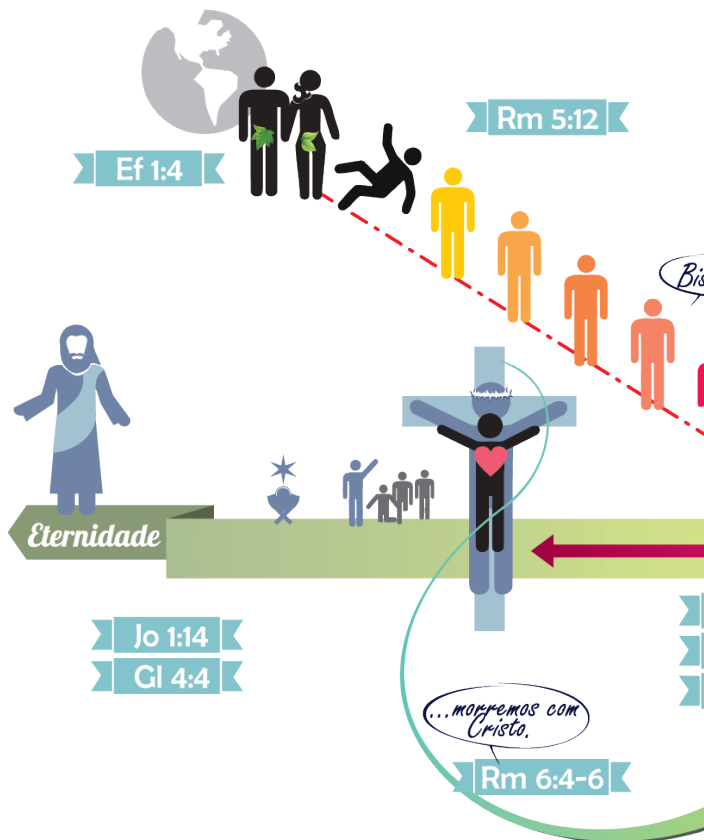 Rm 5:12
Ef 1:4
Eternidade
Jo 1:14
Gl 4:4
...morremos com
Cristo.
Rm 6:4-6